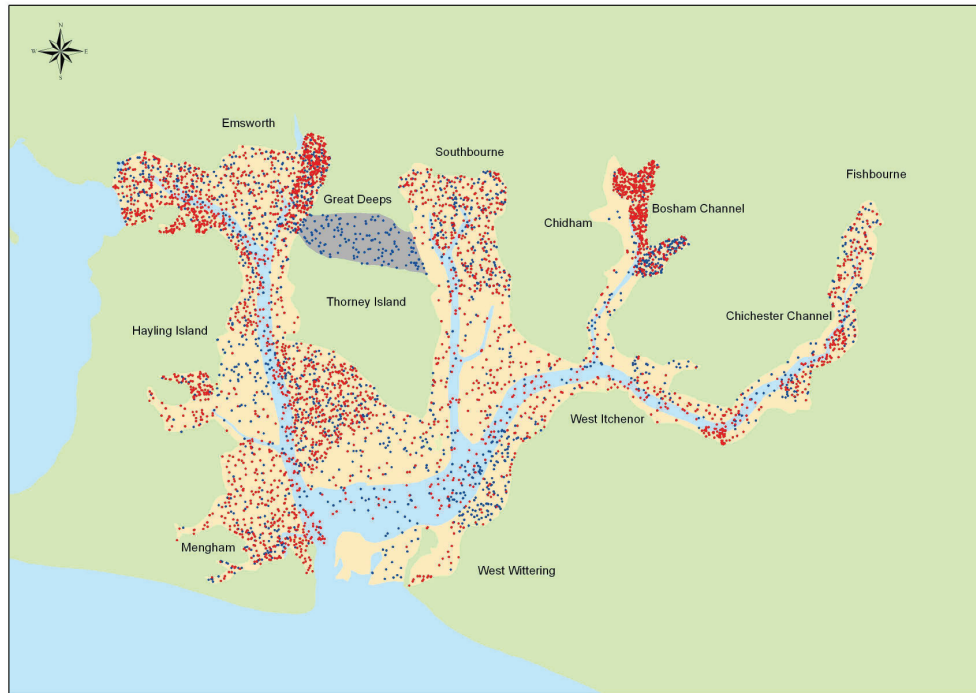 N
W E
S
Emsworth
Southbourne
Fishbourne
Great Deeps
Bosham Channel
Chidham
Thorney Island
Hayling Island
Chichester Channel
West Itchenor
Mengham
West Wittering